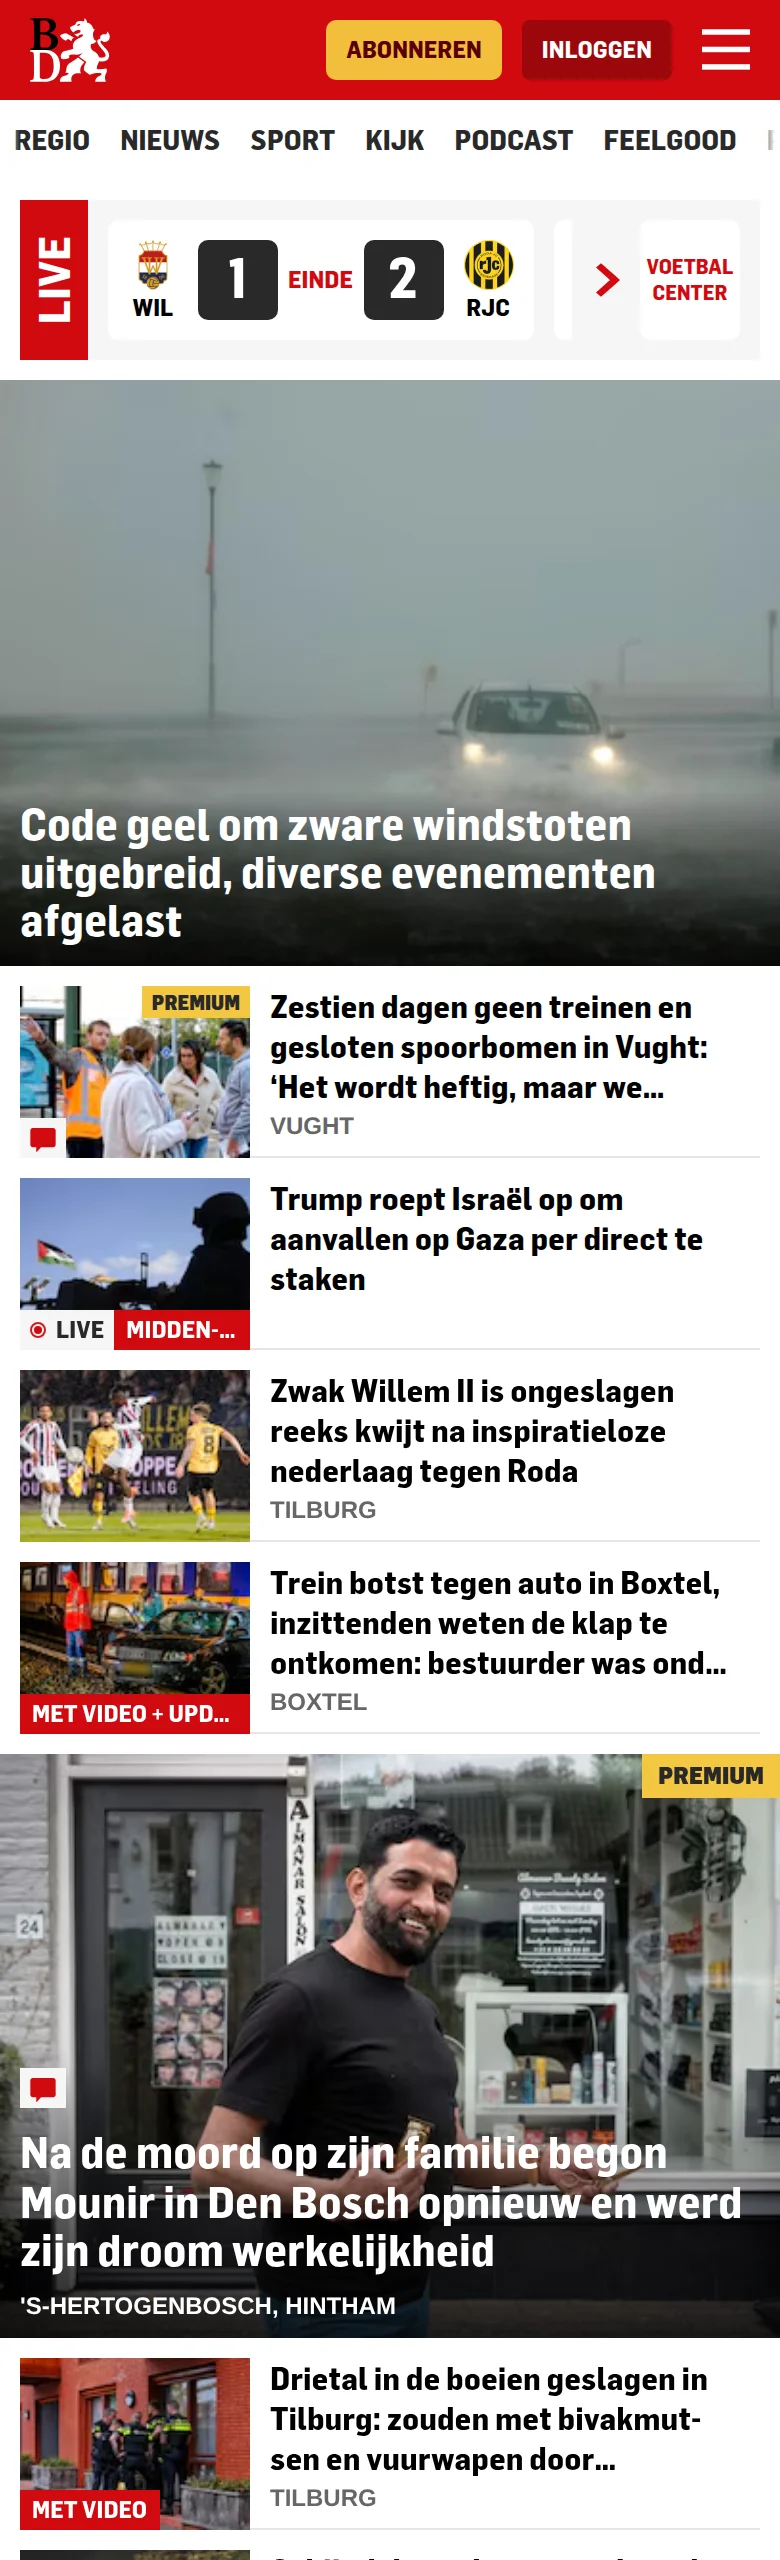 BD
ABONNEREN
INLOGGEN
REGIO NIEUWS SPORT KIJK PODCAST FEELGOOD
LIVE
WIL
1
EINDE
2
RJC
VOETBAL
CENTER
Code geel om zware windstoten
uitgebreid, diverse evenementen
afgelast
PREMIUM
Zestien dagen geen treinen en
gesloten spoorbomen in Vught:
‘Het wordt heftig, maar we...
VUGHT
Trump roept Israël op om
aanvallen op Gaza per direct te
staken
LIVE
MIDDEN-...
Zwak Willem II is ongeslagen
reeks kwijt na inspiratieloze
nederlaag tegen Roda
TILBURG
8
Trein botst tegen auto in Boxtel,
inzittenden weten de klap te
ontkomen: bestuurder was ond...
BOXTEL
MET VIDEO + UPD...
PREMIUM
ALMANAR SALON
24
Na de moord op zijn familie begon
Mounir in Den Bosch opnieuw en werd
zijn droom werkelijkheid
'S-HERTOGENBOSCH, HINTHAM
Drietal in de boeien geslagen in
Tilburg: zouden met bivakmut-
sen en vuurwapen door...
TILBURG
MET VIDEO